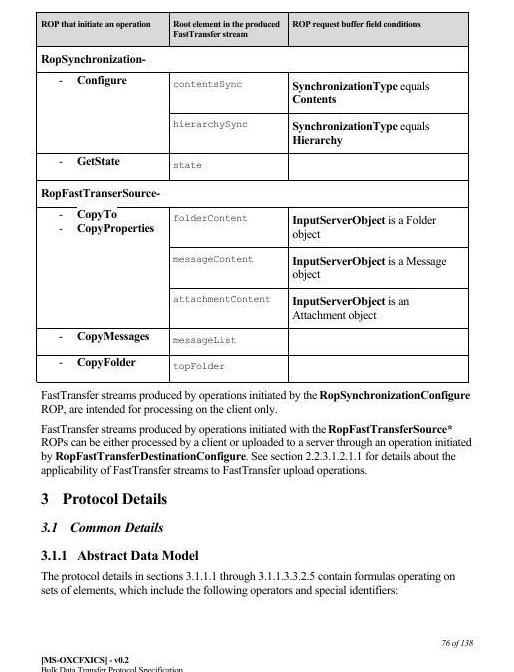 ROP that initiate an operation
Root element in the produced
FastTransfer stream
ROP request buffer field conditions
RopSynchronization-
- Configure
contentsSync
SynchronizationType equals
Contents
hierarchySync
SynchronizationType equals
Hierarchy
- GetState
state
RopFastTranserSource-
- CopyTo
- CopyProperties
folderContent
InputServerObject is a Folder
object
messageContent
InputServerObject is a Message
object
attachmentContent
InputServerObject is an
Attachment object
- CopyMessages
messageList
- CopyFolder
topFolder
FastTransfer streams produced by operations initiated by the RopSynchronizationConfigure
ROP, are intended for processing on the client only.
FastTransfer streams produced by operations initiated with the RopFastTransferSource*
ROPs can be either processed by a client or uploaded to a server through an operation initiated
by RopFastTransferDestinationConfigure. See section 2.2.3.1.2.1.1 for details about the
applicability of FastTransfer streams to FastTransfer upload operations.
3 Protocol Details
3.1 Common Details
3.1.1 Abstract Data Model
The protocol details in sections 3.1.1.1 through 3.1.1.3.3.2.5 contain formulas operating on
sets of elements, which include the following operators and special identifiers:
76 of 138
[MS-OXCFXICS] - v0.2
Bulk Data Transfer Protocol Specification